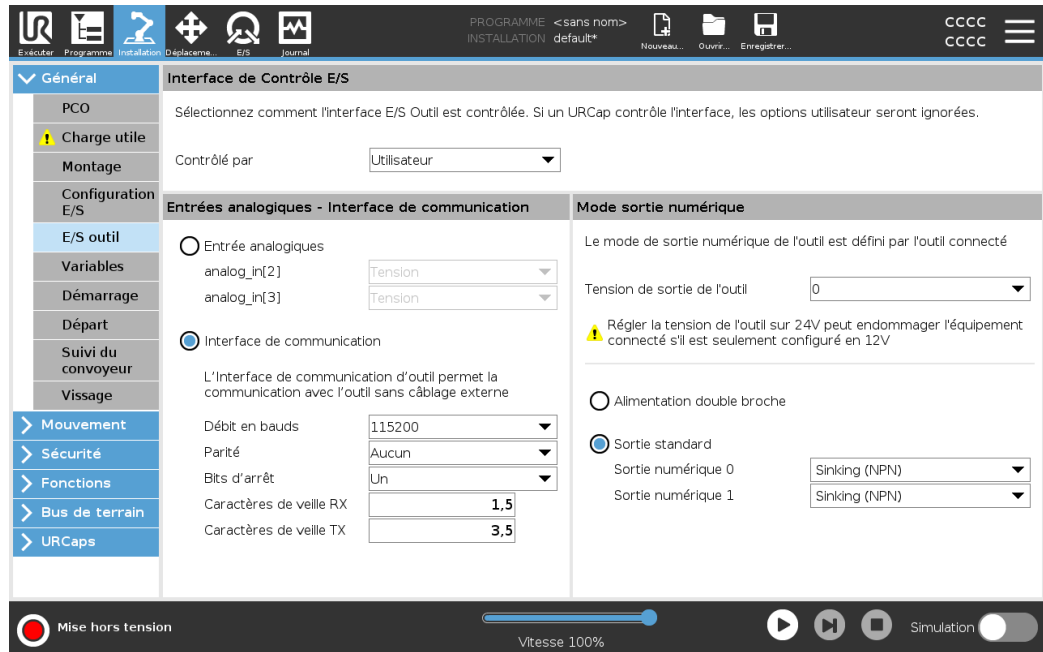 PROGRAMME <sans nom>
INSTALLATION default*
Exécuter
Programme
Installation
Déplaceme...
E/S
Journal
Nouveau...
Ouvrir...
Enregistrer...
CCCC
CCCC
Général
PCO
Charge utile
Montage
Configuration
E/S
E/S outil
Variables
Démarrage
Départ
Suivi du
convoyeur
Vissage
Mouvement
Sécurité
Fonctions
Bus de terrain
URCaps
Interface de Contrôle E/S
Sélectionnez comment l'interface E/S Outil est contrôlée. Si un URCap contrôle l'interface, les options utilisateur seront ignorées.
Contrôlé par Utilisateur
Entrées analogiques - Interface de communication
Entrée analogiques
analog_in[2] Tension
analog_in[3] Tension
Interface de communication
L'Interface de communication d'outil permet la
communication avec l'outil sans câblage externe
Débit en bauds 115200
Parité Aucun
Bits d'arrêt Un
Caractères de veille RX 1,5
Caractères de veille TX 3,5
Mode sortie numérique
Le mode de sortie numérique de l'outil est défini par l'outil connecté
Tension de sortie de l'outil 0
Régler la tension de l'outil sur 24V peut endommager l'équipement
connecté s'il est seulement configuré en 12V
Alimentation double broche
Sortie standard
Sortie numérique 0 Sinking (NPN)
Sortie numérique 1 Sinking (NPN)
Mise hors tension
Vitesse 100%
Simulation